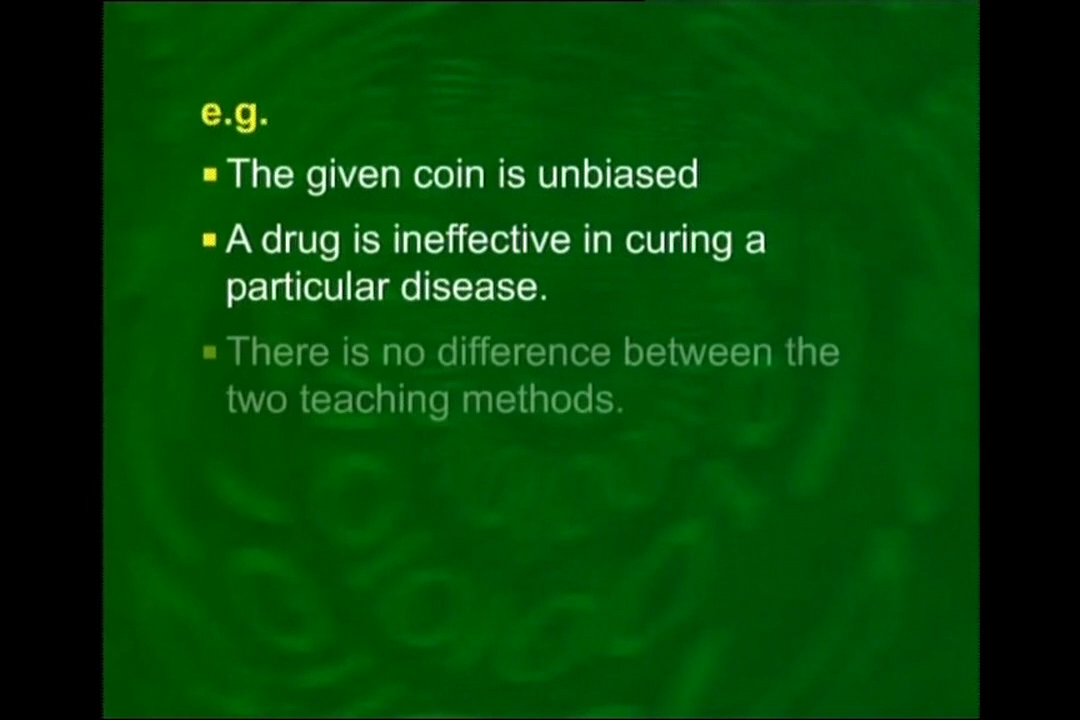 e.g.
The given coin is unbiased
A drug is ineffective in curing a
particular disease.
There is no difference between the
two teaching methods.